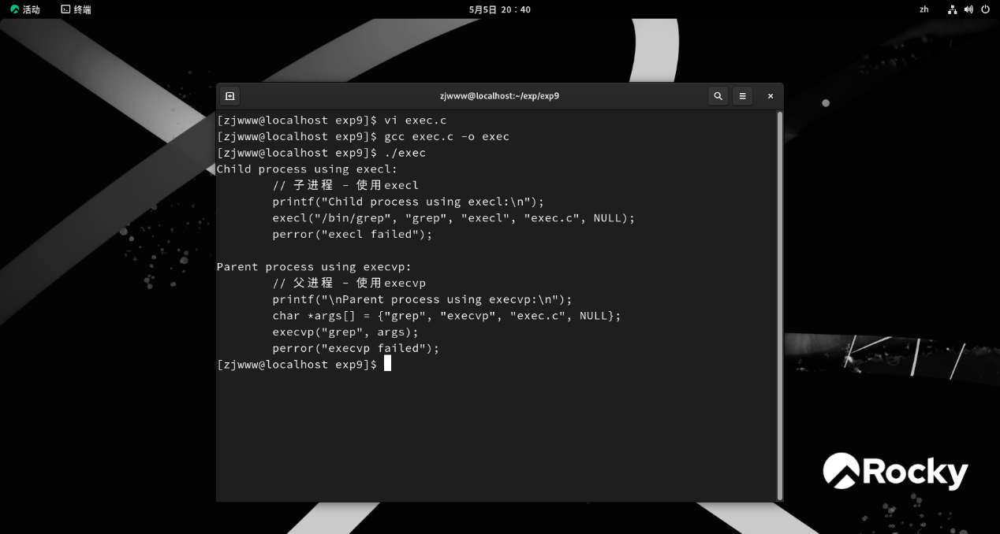 活动 终端 5月5日 20：40 zh
zjwww@localhost:~/exp/exp9
[zjwww@localhost exp9]$ vi exec.c
[zjwww@localhost exp9]$ gcc exec.c -o exec
[zjwww@localhost exp9]$ ./exec
Child process using execl:
        // 子进程 - 使用execl
        printf("Child process using execl:\n");
        execl("/bin/grep", "grep", "execl", "exec.c", NULL);
        perror("execl failed");

Parent process using execvp:
        // 父进程 - 使用execvp
        printf("\nParent process using execvp:\n");
        char *args[] = {"grep", "execvp", "exec.c", NULL};
        execvp("grep", args);
        perror("execvp failed");
[zjwww@localhost exp9]$
Rocky